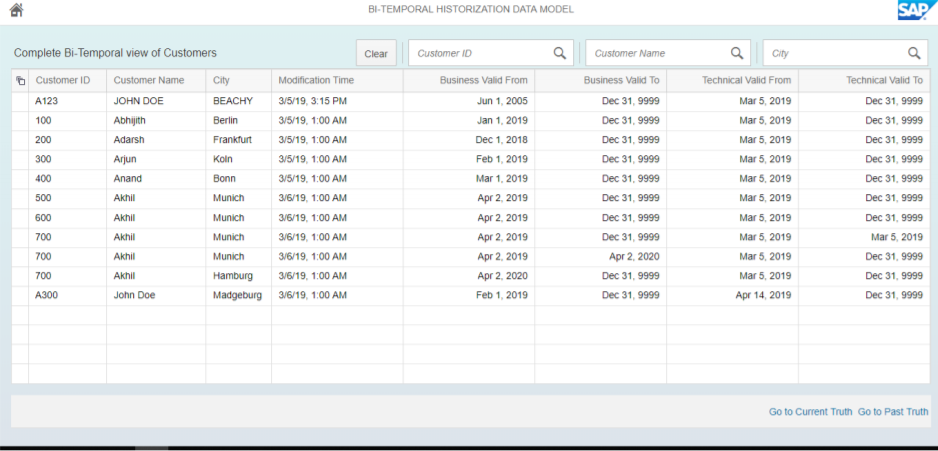 BI-TEMPORAL HISTORIZATION DATA MODEL
SAP
Complete Bi-Temporal view of Customers Clear Customer ID Customer Name City
Customer ID Customer Name City Modification Time Business Valid From Business Valid To Technical Valid From Technical Valid To
A123 JOHN DOE BEACHY 3/5/19, 3:15 PM Jun 1, 2005 Dec 31, 9999 Mar 5, 2019 Dec 31, 9999
100 Abhijith Berlin 3/5/19, 1:00 AM Jan 1, 2019 Dec 31, 9999 Mar 5, 2019 Dec 31, 9999
200 Adarsh Frankfurt 3/5/19, 1:00 AM Dec 1, 2018 Dec 31, 9999 Mar 5, 2019 Dec 31, 9999
300 Arjun Koln 3/5/19, 1:00 AM Feb 1, 2019 Dec 31, 9999 Mar 5, 2019 Dec 31, 9999
400 Anand Bonn 3/5/19, 1:00 AM Mar 1, 2019 Dec 31, 9999 Mar 5, 2019 Dec 31, 9999
500 Akhil Munich 3/6/19, 1:00 AM Apr 2, 2019 Dec 31, 9999 Mar 5, 2019 Dec 31, 9999
600 Akhil Munich 3/6/19, 1:00 AM Apr 2, 2019 Dec 31, 9999 Mar 5, 2019 Dec 31, 9999
700 Akhil Munich 3/6/19, 1:00 AM Apr 2, 2019 Dec 31, 9999 Mar 5, 2019 Mar 5, 2019
700 Akhil Munich 3/6/19, 1:00 AM Apr 2, 2019 Apr 2, 2020 Mar 5, 2019 Dec 31, 9999
700 Akhil Hamburg 3/6/19, 1:00 AM Apr 2, 2020 Dec 31, 9999 Mar 5, 2019 Dec 31, 9999
A300 John Doe Madgeburg 3/6/19, 1:00 AM Feb 1, 2019 Dec 31, 9999 Apr 14, 2019 Dec 31, 9999
Go to Current Truth Go to Past Truth